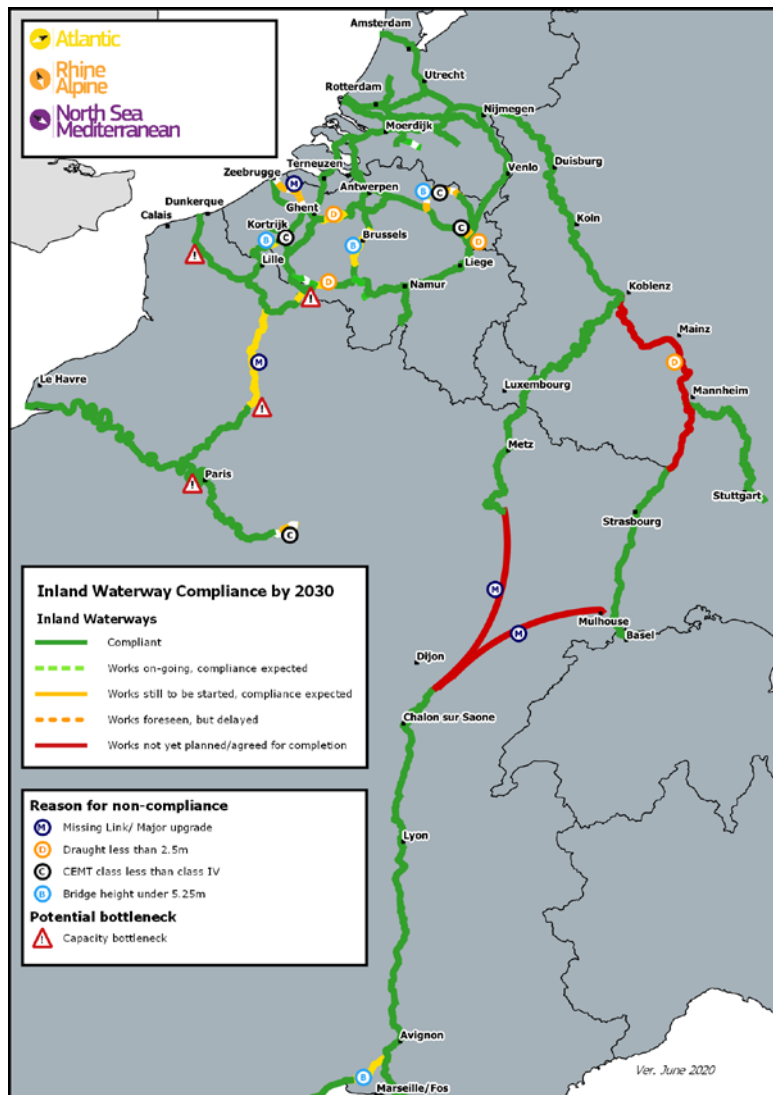 Atlantic
Rhine
Alpine
North Sea
Mediterranean
Amsterdam
Utrecht
Rotterdam
Nijmegen
Moerdijk
Terneuzen
Zeebrugge
M
Venlo
Duisburg
Dunkerque
Antwerpen
B
C
Calais
Ghent
D
Koln
Kortrijk
B
C
Brussels
B
C
D
!
Lille
Liege
D
!
Namur
Koblenz
Mainz
M
D
Le Havre
Luxembourg
Mannheim
!
Metz
Paris
!
Stuttgart
Strasbourg
C
Inland Waterway Compliance by 2030
Inland Waterways
Compliant
Works on-going, compliance expected
Works still to be started, compliance expected
Works foreseen, but delayed
Works not yet planned/agreed for completion
M
Mulhouse
M
Basel
Dijon
Chalon sur Saone
Reason for non-compliance
M Missing Link/ Major upgrade
D Draught less than 2.5m
C CEMT class less than class IV
B Bridge height under 5.25m
Potential bottleneck
! Capacity bottleneck
Lyon
Avignon
B
Marseille/Fos
Ver. June 2020